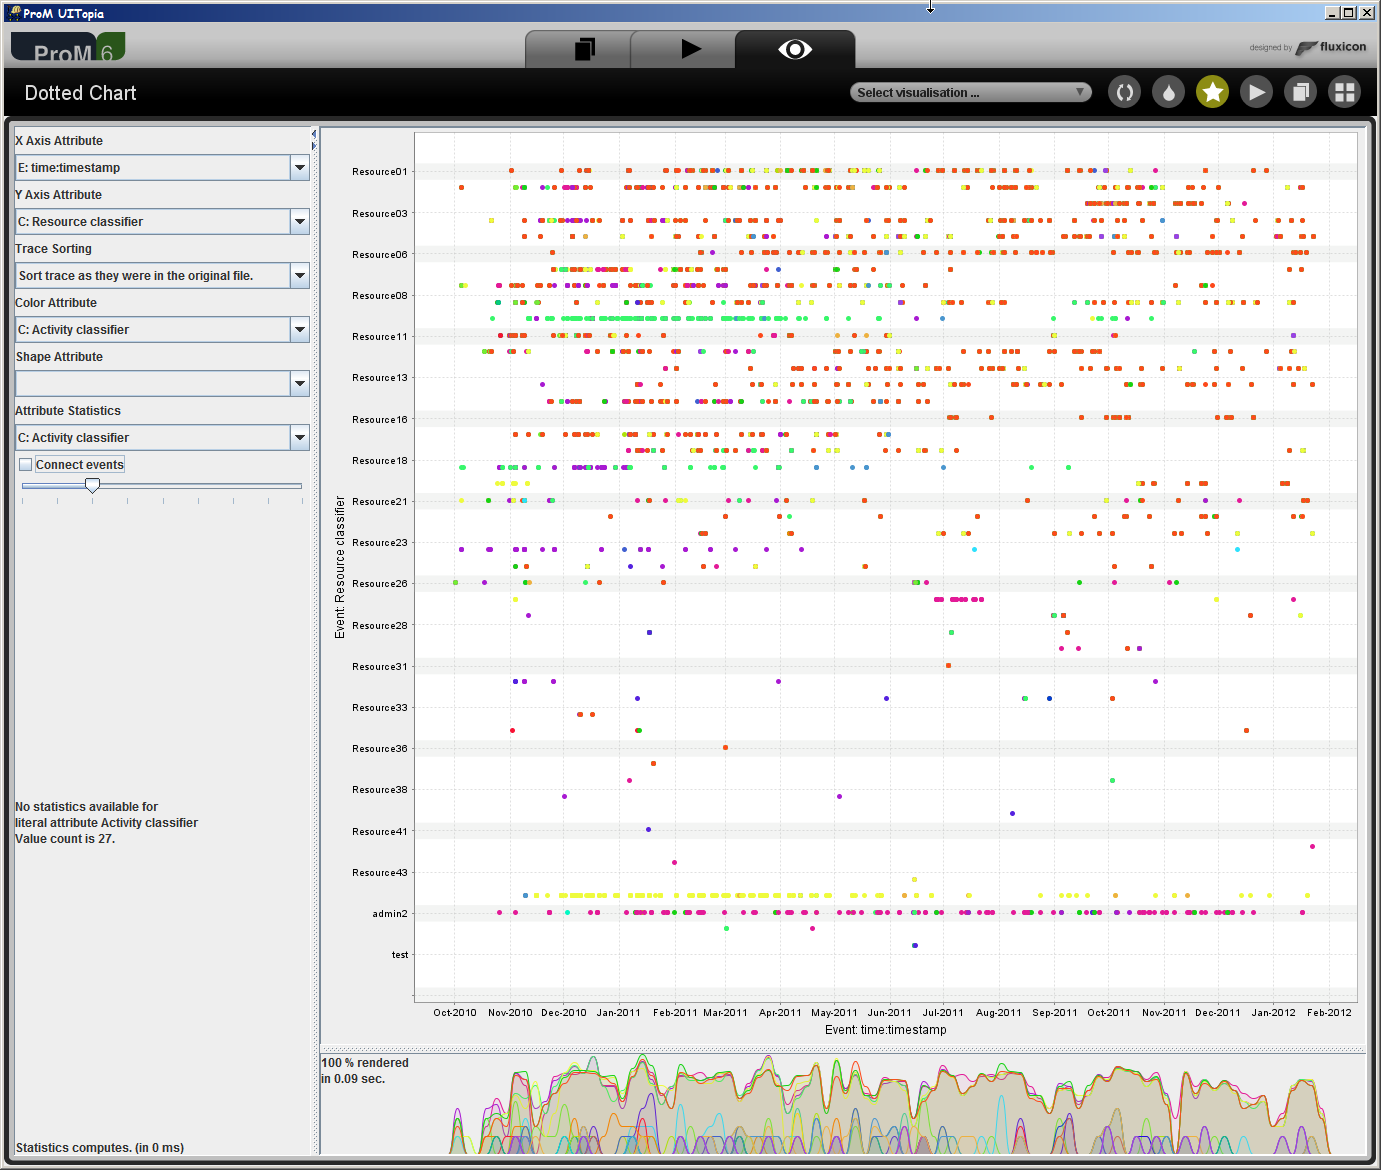 ProM UITopia
ProM 6
designed by fluxicon
Dotted Chart
Select visualisation ...
X Axis Attribute
E: time:timestamp
Y Axis Attribute
C: Resource classifier
Trace Sorting
Sort trace as they were in the original file.
Color Attribute
C: Activity classifier
Shape Attribute
Attribute Statistics
C: Activity classifier
Connect events
No statistics available for
literal attribute Activity classifier
Value count is 27.
Statistics computes. (in 0 ms)
Event: Resource classifier
Resource01
Resource03
Resource06
Resource08
Resource11
Resource13
Resource16
Resource18
Resource21
Resource23
Resource26
Resource28
Resource31
Resource33
Resource36
Resource38
Resource41
Resource43
admin2
test
Oct-2010 Nov-2010 Dec-2010 Jan-2011 Feb-2011 Mar-2011 Apr-2011 May-2011 Jun-2011 Jul-2011 Aug-2011 Sep-2011 Oct-2011 Nov-2011 Dec-2011 Jan-2012 Feb-2012
Event: time:timestamp
100 % rendered
in 0.09 sec.